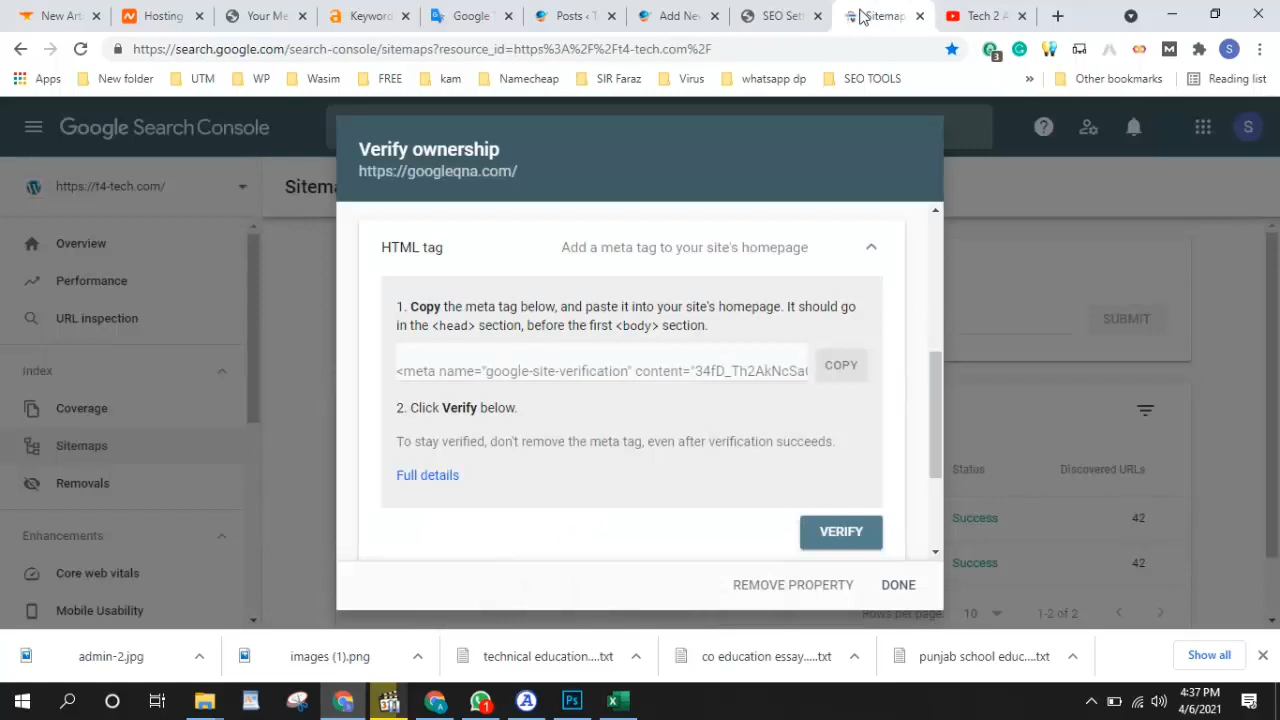 New Arti
Hosting
Your Me
Keyword
Google T
Posts ‹ T
Add Nev
SEO Set
Sitemap
Tech 2 A
https://search.google.com/search-console/sitemaps?resource_id=https%3A%2F%2Ft4-tech.com%2F
3
M
S
Apps
New folder
UTM
WP
Wasim
FREE
kam
Namecheap
SIR Faraz
Virus
whatsapp dp
SEO TOOLS
»
Other bookmarks
Reading list
Google Search Console
S
https://t4-tech.com/
Sitema
Overview
Performance
URL inspection
Index
Coverage
Sitemaps
Removals
Enhancements
Core web vitals
Mobile Usability
Verify ownership
https://googleqna.com/
HTML tag
Add a meta tag to your site's homepage
1. Copy the meta tag below, and paste it into your site's homepage. It should go
in the <head> section, before the first <body> section.
<meta name="google-site-verification" content="34fD_Th2AkNcSa
COPY
2. Click Verify below.
To stay verified, don't remove the meta tag, even after verification succeeds.
Full details
VERIFY
REMOVE PROPERTY
DONE
SUBMIT
Status
Discovered URLs
Success
42
Success
42
Rows per page:
10
1-2 of 2
admin-2.jpg
images (1).png
technical education....txt
co education essay....txt
punjab school educ....txt
Show all
1
A
Ps
4:37 PM
4/6/2021